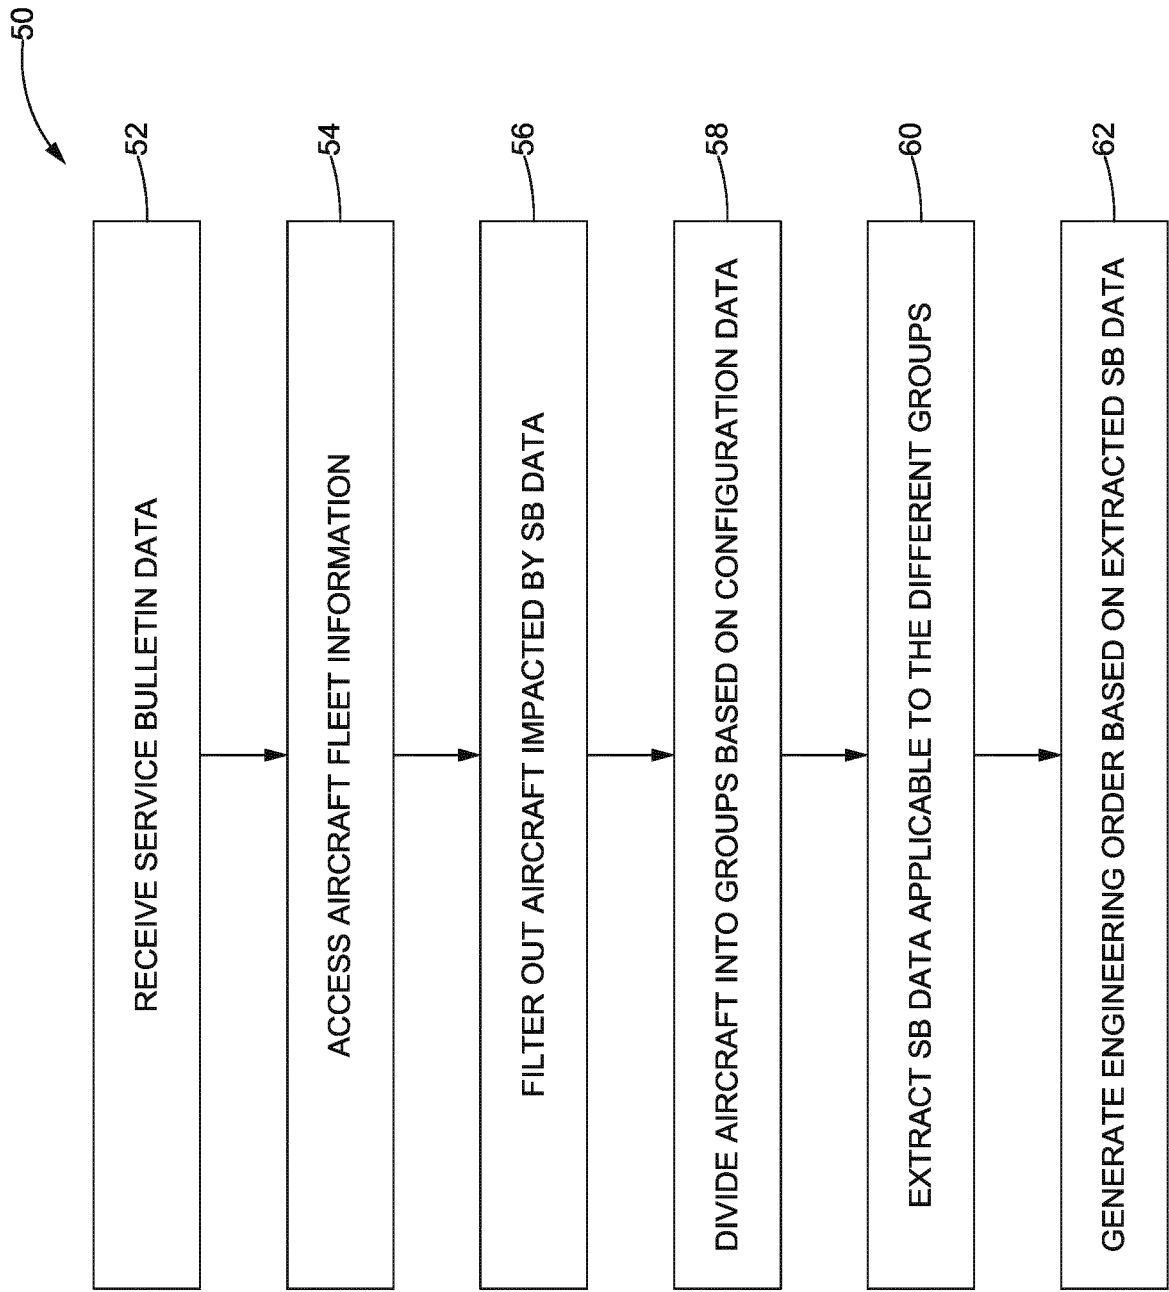 50
52
RECEIVE SERVICE BULLETIN DATA
54
ACCESS AIRCRAFT FLEET INFORMATION
56
FILTER OUT AIRCRAFT IMPACTED BY SB DATA
58
DIVIDE AIRCRAFT INTO GROUPS BASED ON CONFIGURATION DATA
60
EXTRACT SB DATA APPLICABLE TO THE DIFFERENT GROUPS
62
GENERATE ENGINEERING ORDER BASED ON EXTRACTED SB DATA